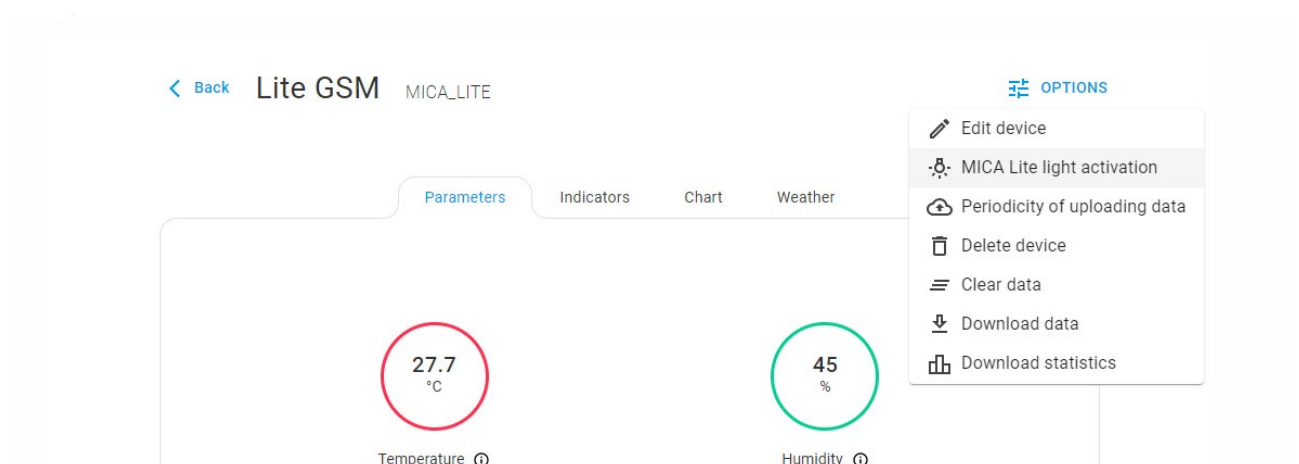 Back Lite GSM MICA_LITE
OPTIONS
Edit device
MICA Lite light activation
Periodicity of uploading data
Delete device
Clear data
Download data
Download statistics
Parameters Indicators Chart Weather
27.7
°C
Temperature
45
%
Humidity